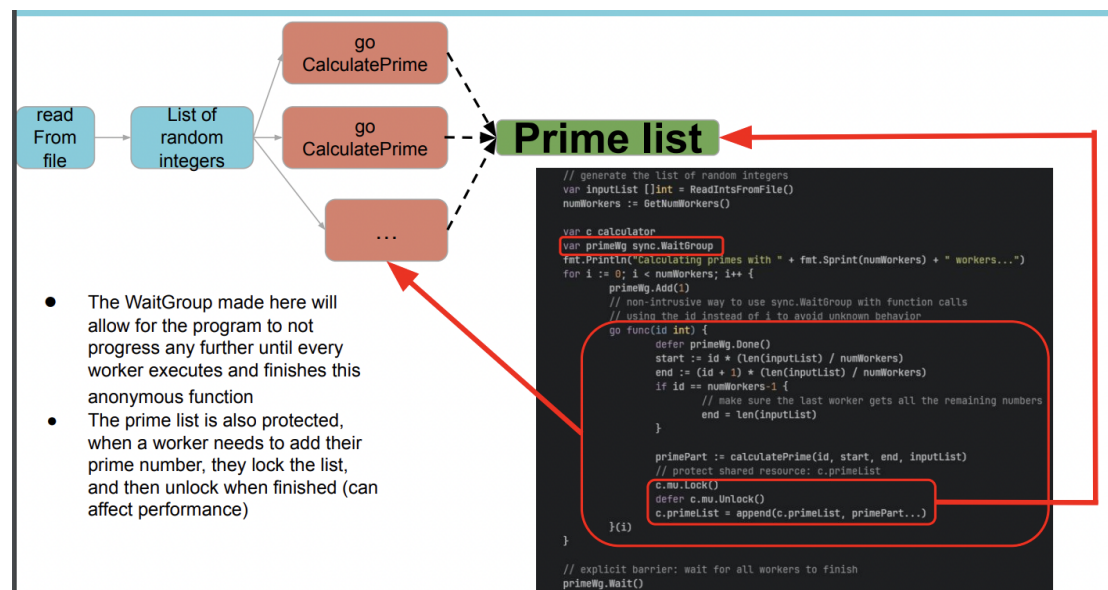 go
CalculatePrime
read
From
file
List of
random
integers
go
CalculatePrime
...
Prime list
● The WaitGroup made here will
allow for the program to not
progress any further until every
worker executes and finishes this
anonymous function
● The prime list is also protected,
when a worker needs to add their
prime number, they lock the list,
and then unlock when finished (can
affect performance)
// generate the list of random integers
var inputList []int = ReadIntsFromFile()
numWorkers := GetNumWorkers()
var c calculator
var primeWg sync.WaitGroup
fmt.Println("Calculating primes with " + fmt.Sprint(numWorkers) + " workers...")
for i := 0; i < numWorkers; i++ {
primeWg.Add(1)
// non-intrusive way to use sync.WaitGroup with function calls
// using the id instead of i to avoid unknown behavior
go func(id int) {
defer primeWg.Done()
start := id * (len(inputList) / numWorkers)
end := (id + 1) * (len(inputList) / numWorkers)
if id == numWorkers-1 {
// make sure the last worker gets all the remaining numbers
end = len(inputList)
}
primePart := calculatePrime(id, start, end, inputList)
// protect shared resource: c.primeList
c.mu.Lock()
defer c.mu.Unlock()
c.primeList = append(c.primeList, primePart...)
}(i)
}
// explicit barrier: wait for all workers to finish
primeWg.Wait()